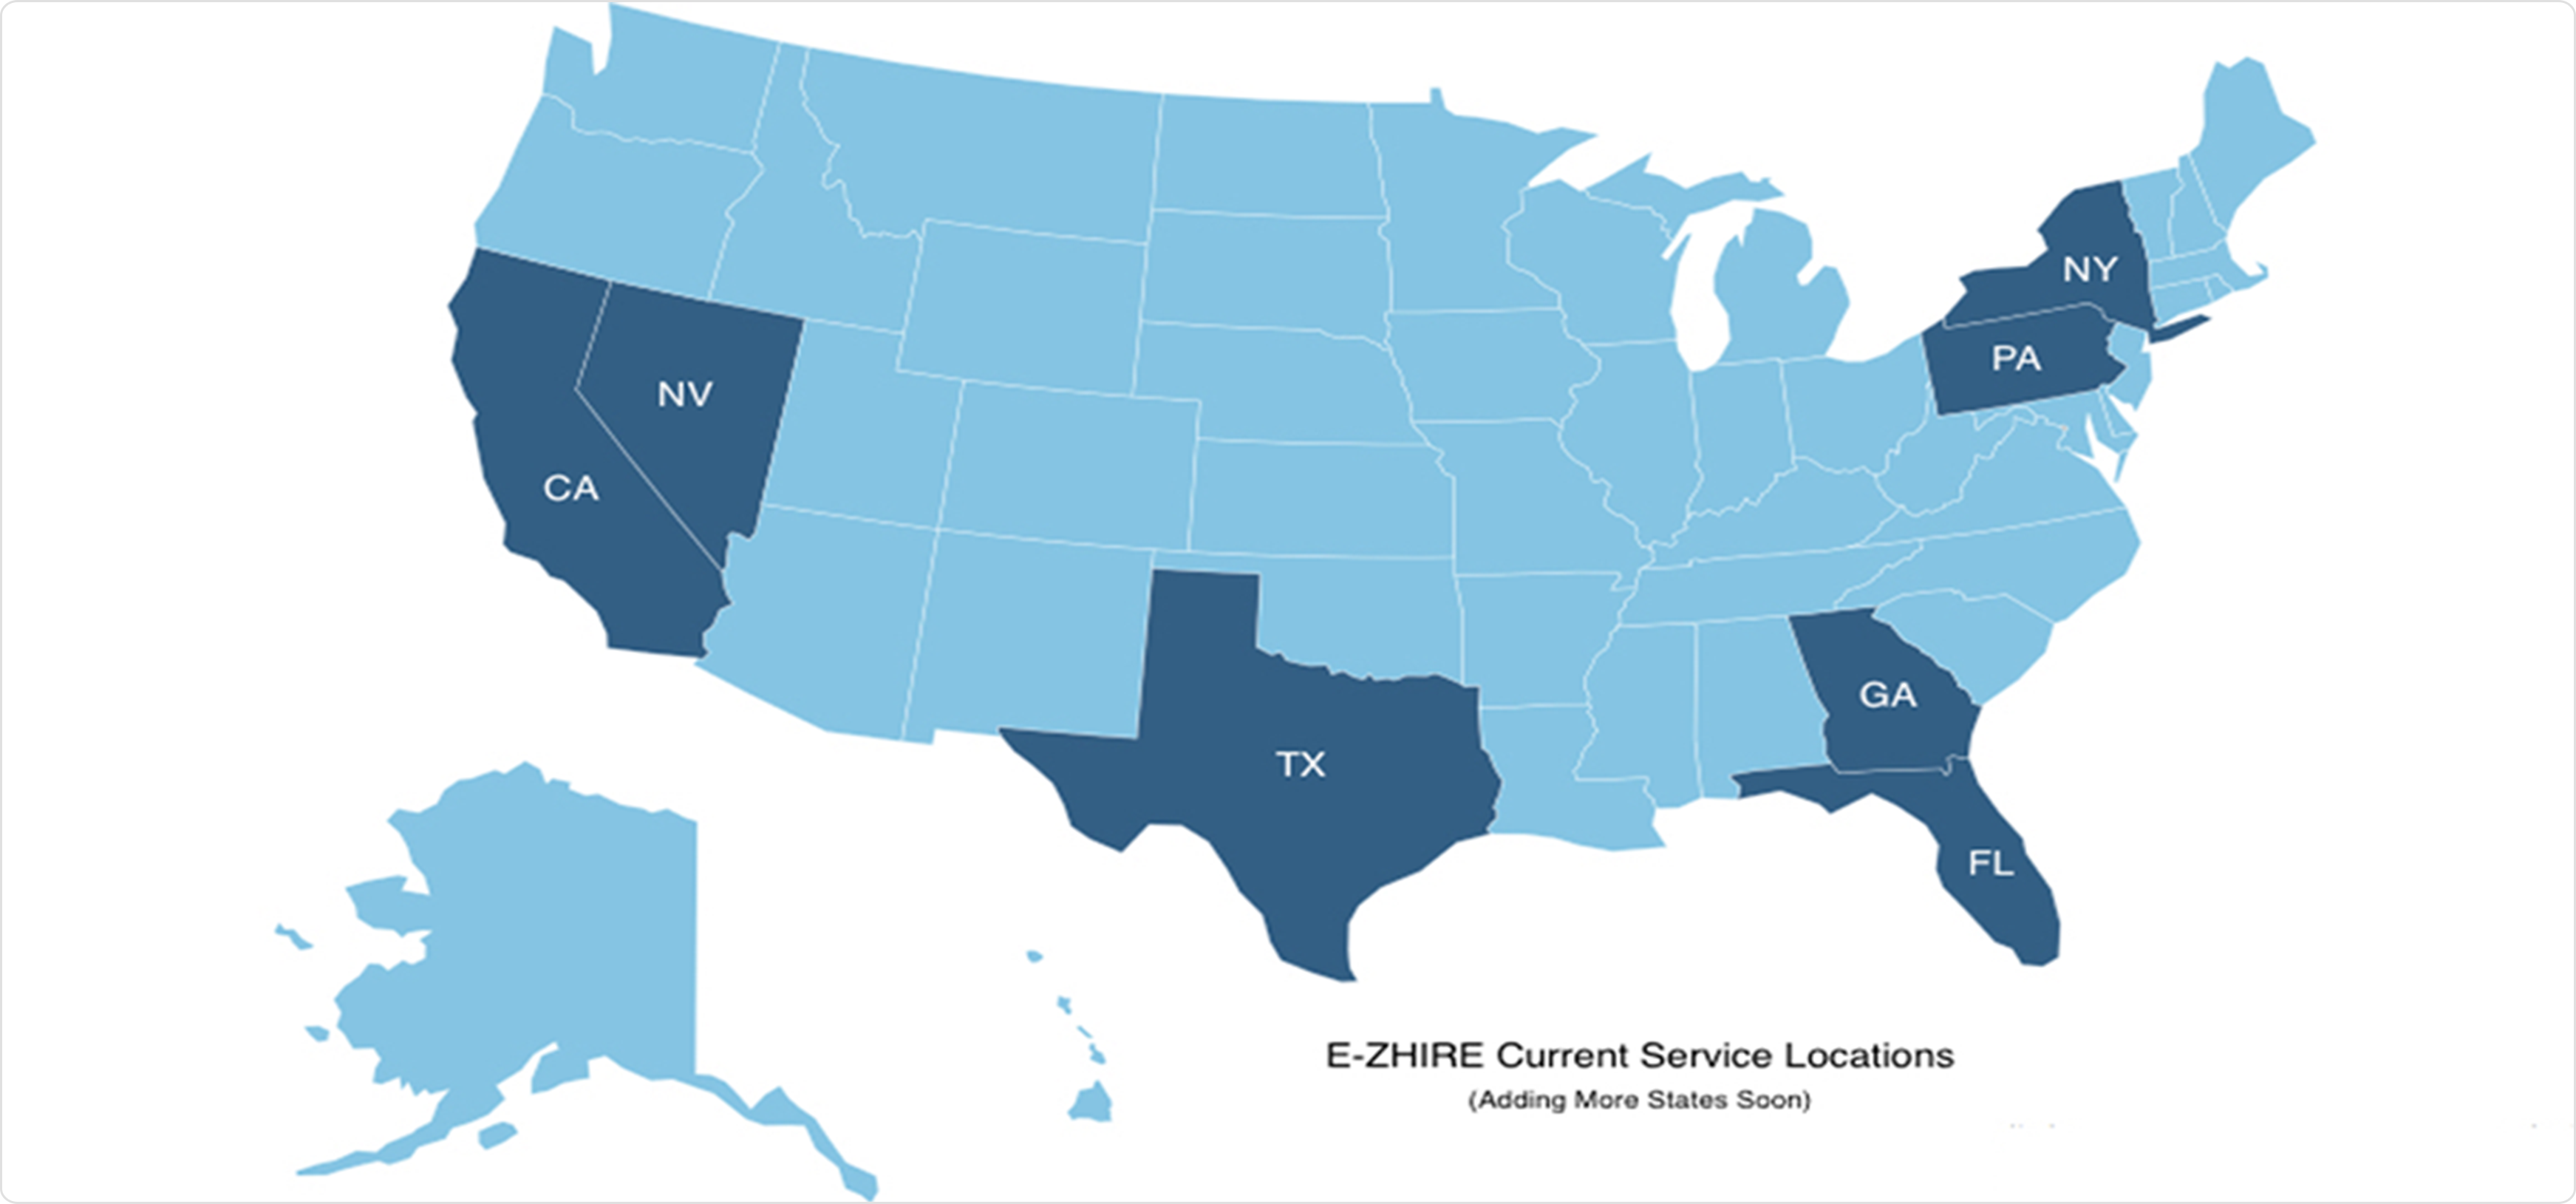 NY
PA
NV
CA
GA
TX
FL
E-ZHIRE Current Service Locations
(Adding More States Soon)